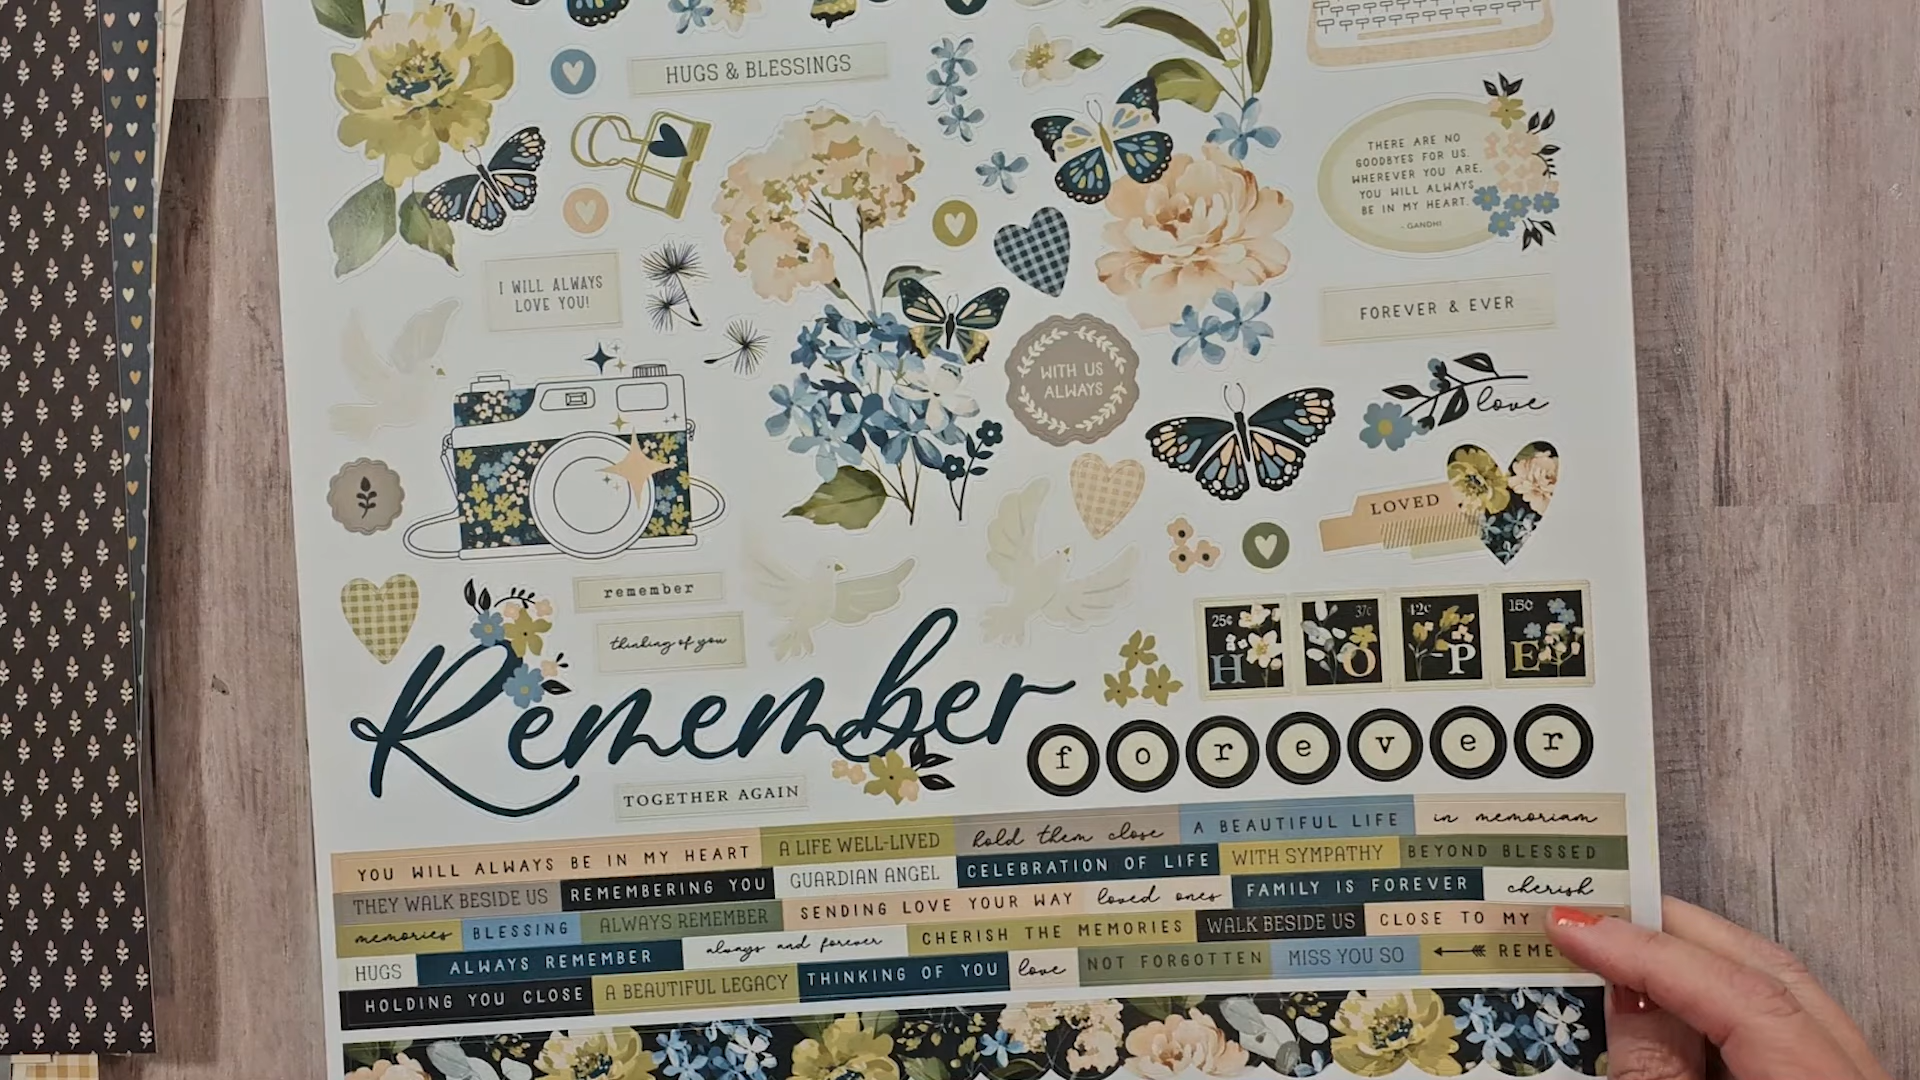 HUGS & BLESSINGS
THERE ARE NO
GOODBYES FOR US.
WHEREVER YOU ARE,
YOU WILL ALWAYS
BE IN MY HEART.
- GANDHI
I WILL ALWAYS
LOVE YOU!
FOREVER & EVER
WITH US
ALWAYS
love
LOVED
remember
thinking of you
25¢ 37¢ 42¢ 15¢
H O P E
Remember
f o r e v e r
TOGETHER AGAIN
YOU WILL ALWAYS BE IN MY HEART A LIFE WELL-LIVED hold them close A BEAUTIFUL LIFE in memoriam
THEY WALK BESIDE US REMEMBERING YOU GUARDIAN ANGEL CELEBRATION OF LIFE WITH SYMPATHY BEYOND BLESSED
memories BLESSING ALWAYS REMEMBER SENDING LOVE YOUR WAY loved ones FAMILY IS FOREVER cherish
HUGS ALWAYS REMEMBER always and forever CHERISH THE MEMORIES WALK BESIDE US CLOSE TO MY
HOLDING YOU CLOSE A BEAUTIFUL LEGACY THINKING OF YOU love NOT FORGOTTEN MISS YOU SO REME